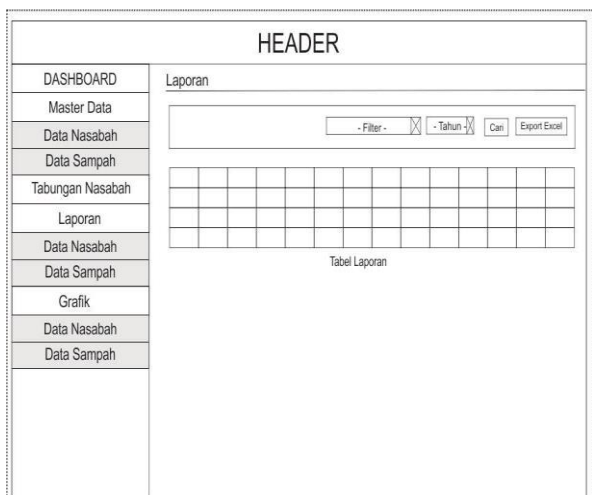 HEADER
DASHBOARD
Master Data
Data Nasabah
Data Sampah
Tabungan Nasabah
Laporan
Data Nasabah
Data Sampah
Grafik
Data Nasabah
Data Sampah
Laporan
- Filter -
- Tahun -
Cari
Export Excel
Tabel Laporan